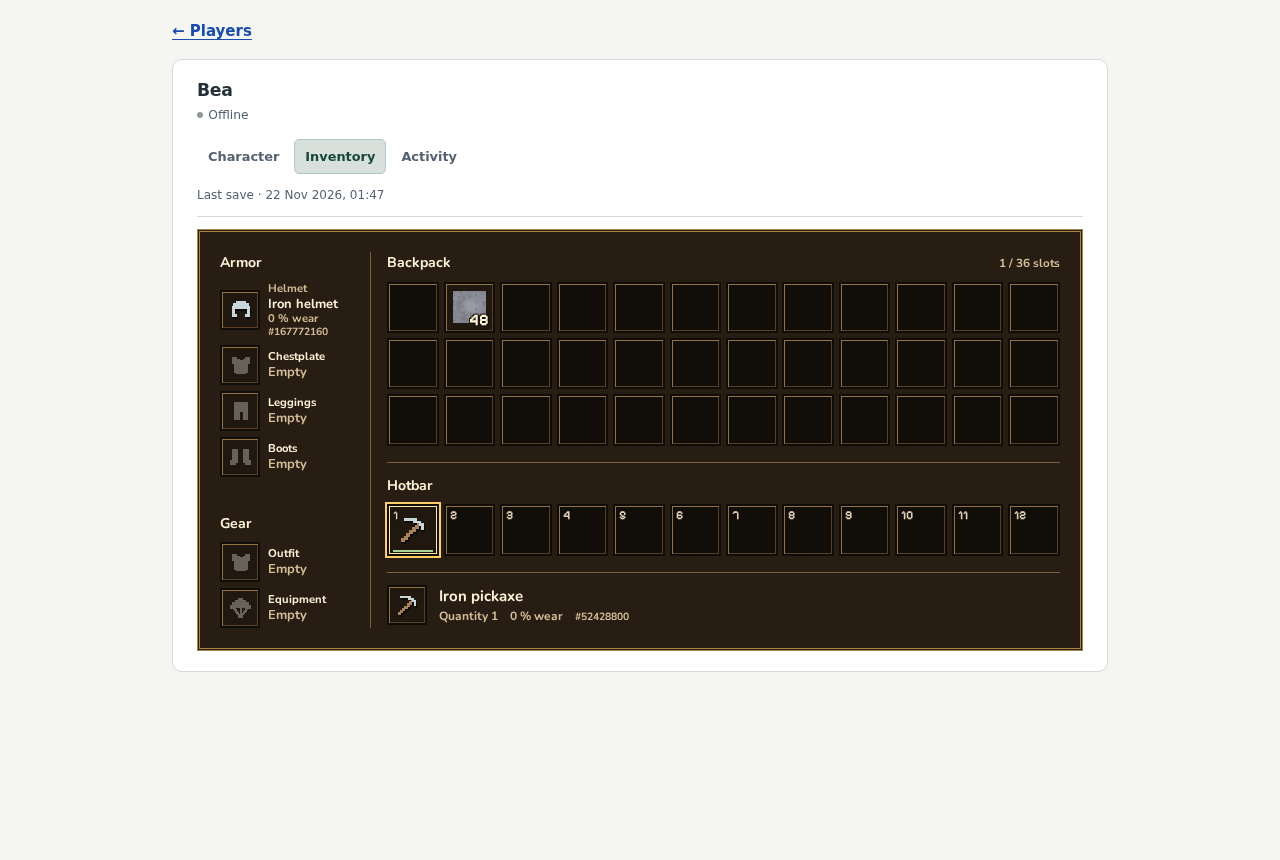 ← Players
Bea
Offline
Character Inventory Activity
Last save · 22 Nov 2026, 01:47
Armor
Helmet
Iron helmet
0 % wear
#167772160
Chestplate
Empty
Leggings
Empty
Boots
Empty
Gear
Outfit
Empty
Equipment
Empty
Backpack
1 / 36 slots
48
Hotbar
1 2 3 4 5 6 7 8 9 10 11 12
Iron pickaxe
Quantity 1 0 % wear #52428800